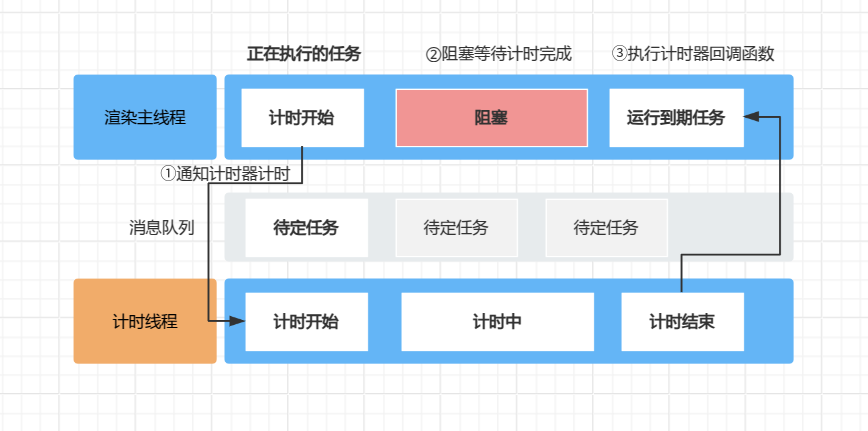 正在执行的任务
②阻塞等待计时完成
③执行计时器回调函数
渲染主线程
计时开始
阻塞
运行到期任务
①通知计时器计时
消息队列
待定任务
待定任务
待定任务
计时线程
计时开始
计时中
计时结束